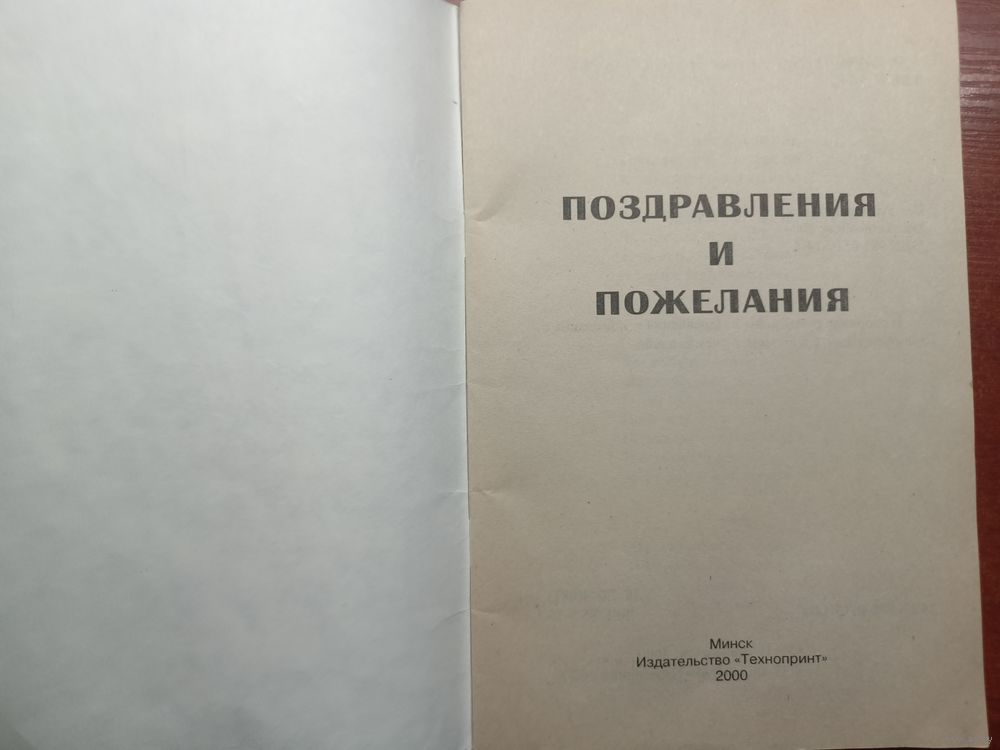 ПОЗДРАВЛЕНИЯ
И
ПОЖЕЛАНИЯ
Минск
Издательство «Технопринт»
2000